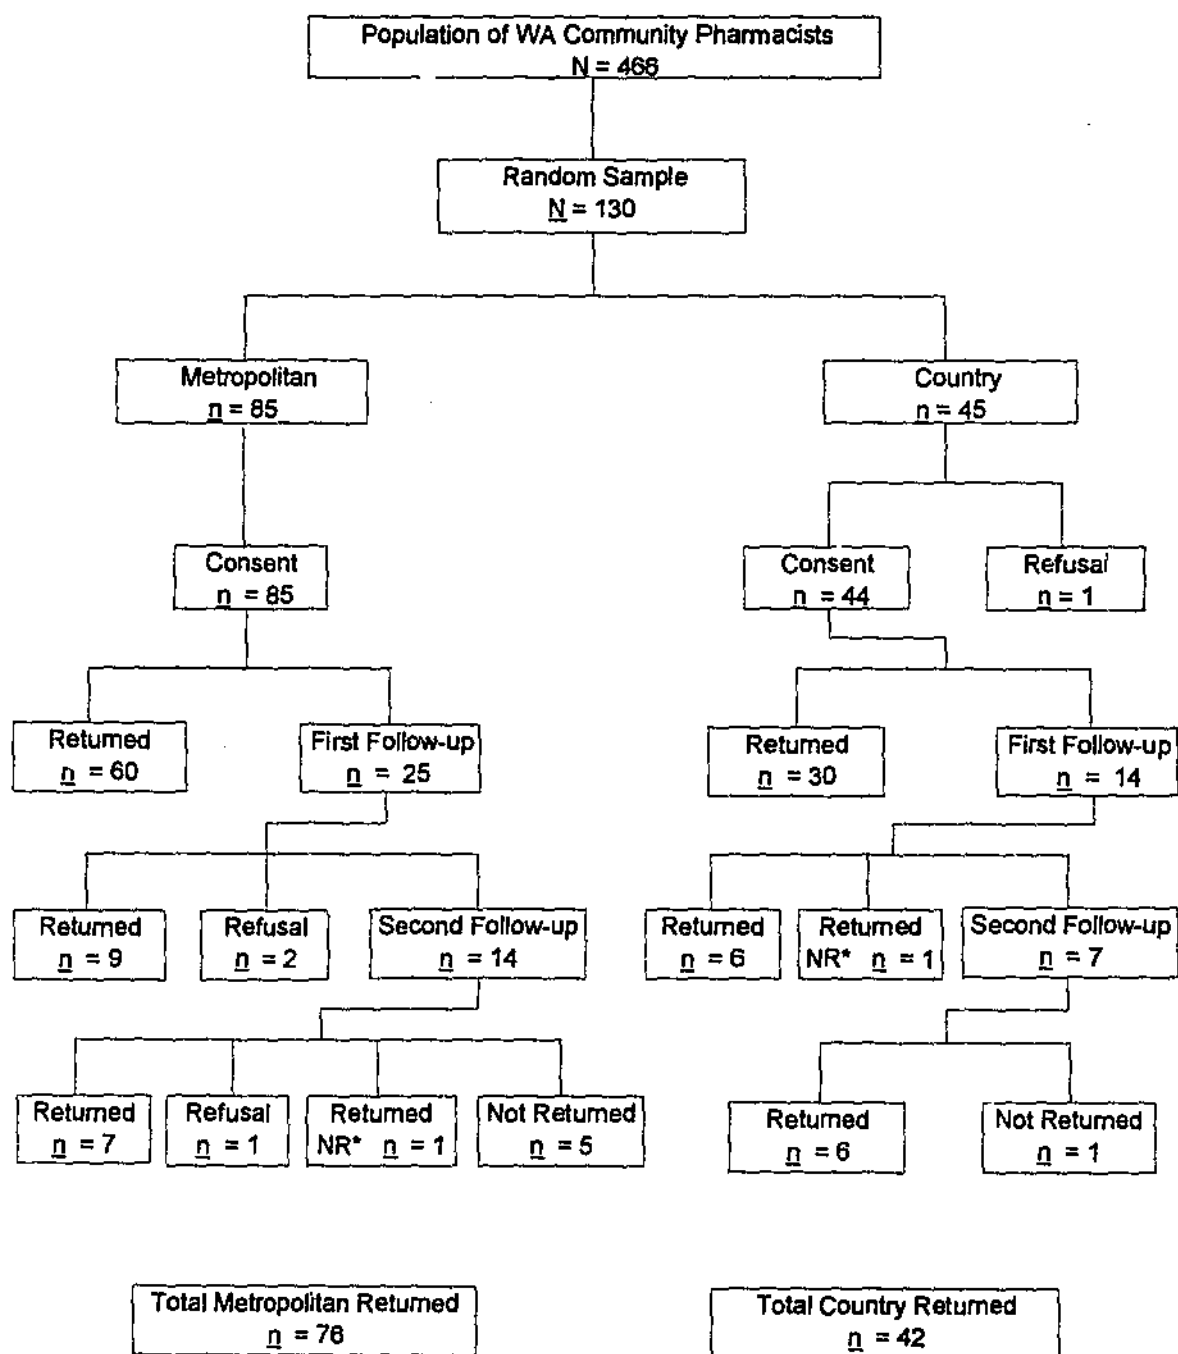 Population of WA Community Pharmacists
N = 466
Random Sample
N = 130
Metropolitan
n = 85
Country
n = 45
Consent
n = 85
Consent
n = 44
Refusal
n = 1
Returned
n = 60
First Follow-up
n = 25
Returned
n = 30
First Follow-up
n = 14
Returned
n = 9
Refusal
n = 2
Second Follow-up
n = 14
Returned
n = 6
Returned
NR* n = 1
Second Follow-up
n = 7
Returned
n = 7
Refusal
n = 1
Returned
NR* n = 1
Not Returned
n = 5
Returned
n = 6
Not Returned
n = 1
Total Metropolitan Returned
n = 76
Total Country Returned
n = 42